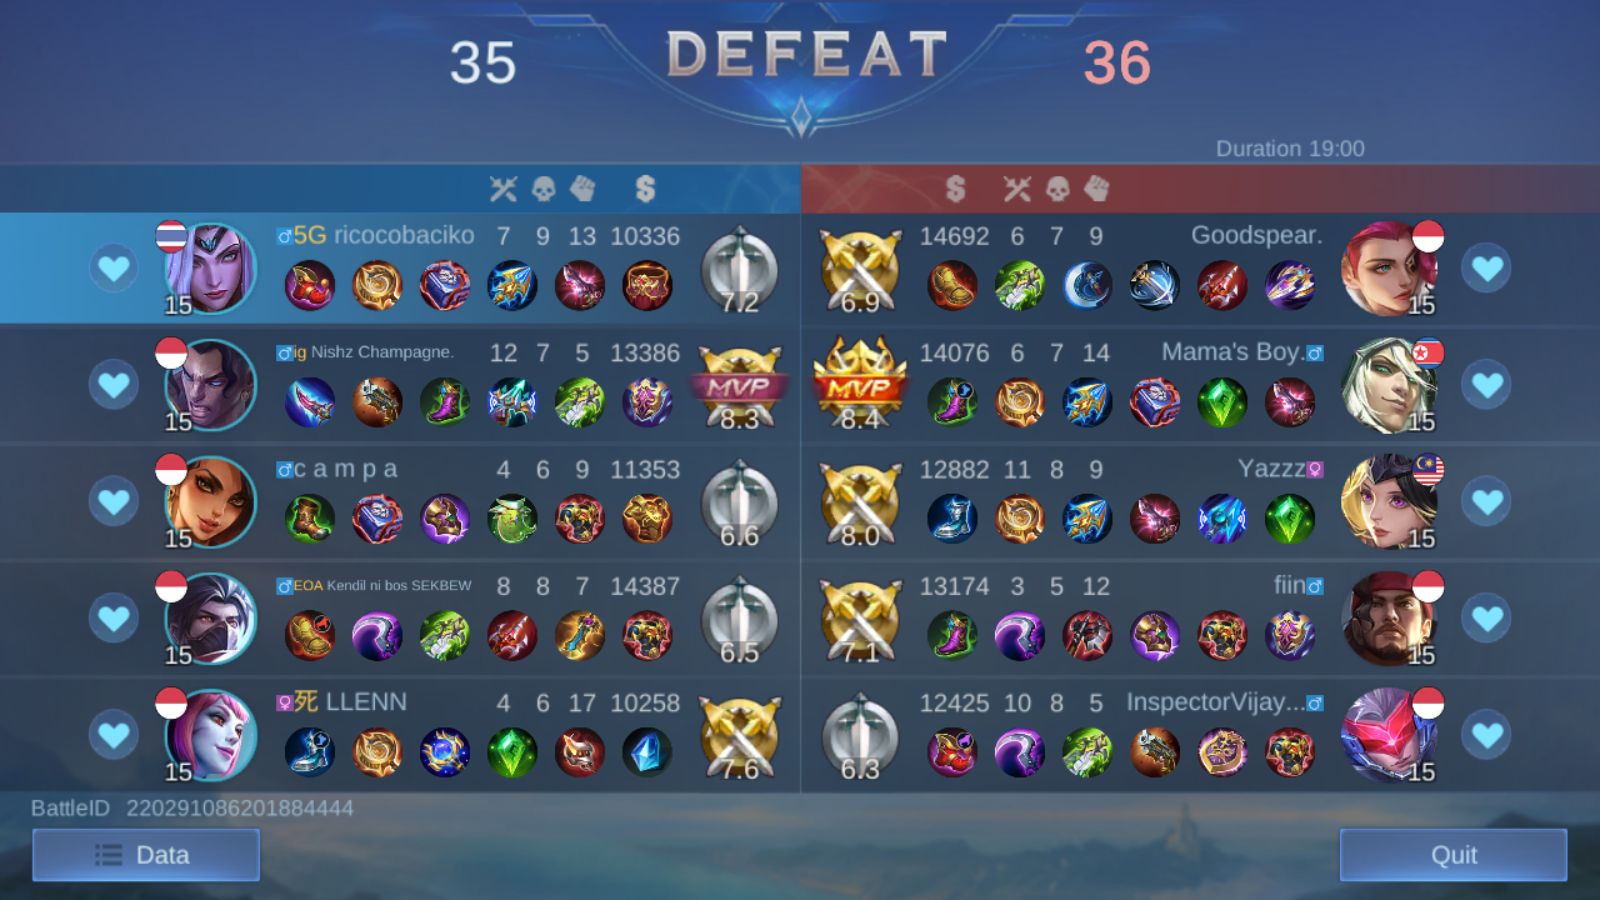 35 DEFEAT 36
Duration 19:00
5G ricocobaciko 7 9 13 10336 7.2
15
6.9 14692 6 7 9 Goodspear.
15
ig Nishz Champagne. 12 7 5 13386 MVP 8.3
15
MVP 8.4 14076 6 7 14 Mama's Boy.
15
c a m p a 4 6 9 11353 6.6
15
8.0 12882 11 8 9 Yazzz
15
EOA Kendil ni bos SEKBEW 8 8 7 14387 6.5
15
7.1 13174 3 5 12 fiin
15
死 LLENN 4 6 17 10258 7.6
15
6.3 12425 10 8 5 InspectorVijay...
15
BattleID 220291086201884444
Data
Quit